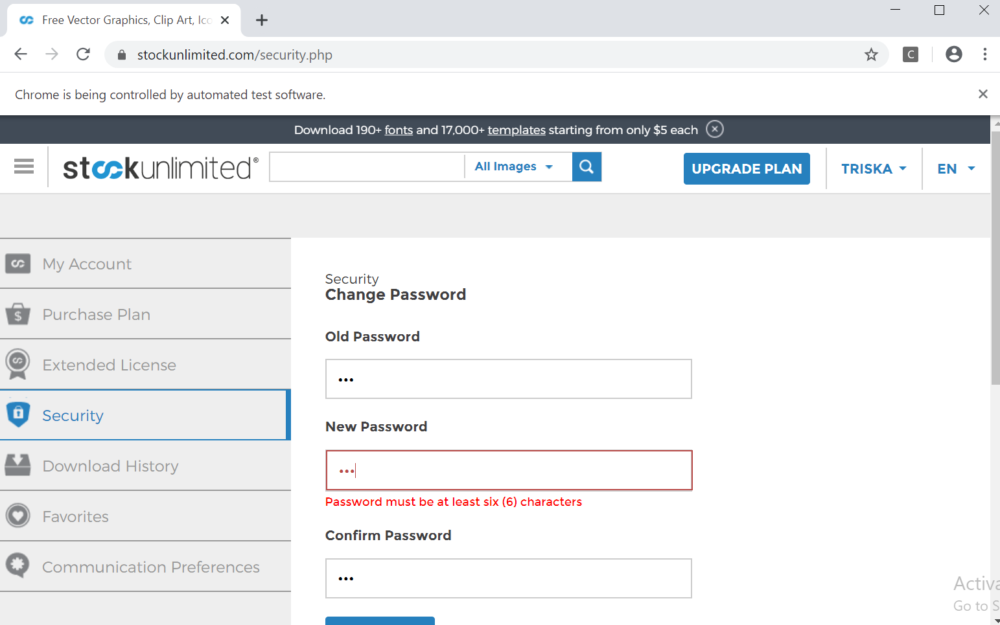 Free Vector Graphics, Clip Art, Ico
stockunlimited.com/security.php
C
Chrome is being controlled by automated test software.
Download 190+ fonts and 17,000+ templates starting from only $5 each
stockunlimited®
All Images
UPGRADE PLAN
TRISKA
EN
My Account
Purchase Plan
Extended License
Security
Download History
Favorites
Communication Preferences
Security
Change Password
Old Password
•••
New Password
•••
Password must be at least six (6) characters
Confirm Password
•••
Activa
Go to S